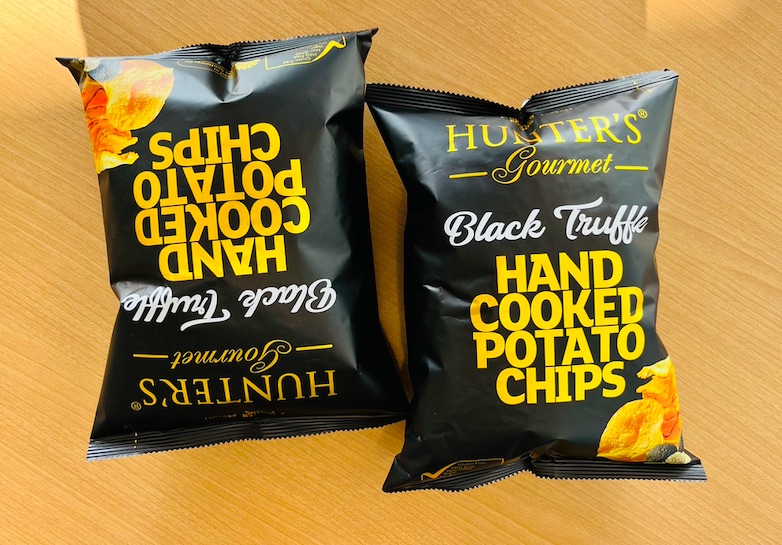 HUNTER'S®
Gourmet
Black Truffle
HAND
COOKED
POTATO
CHIPS
HUNTER'S®
Gourmet
Black Truffle
HAND
COOKED
POTATO
CHIPS